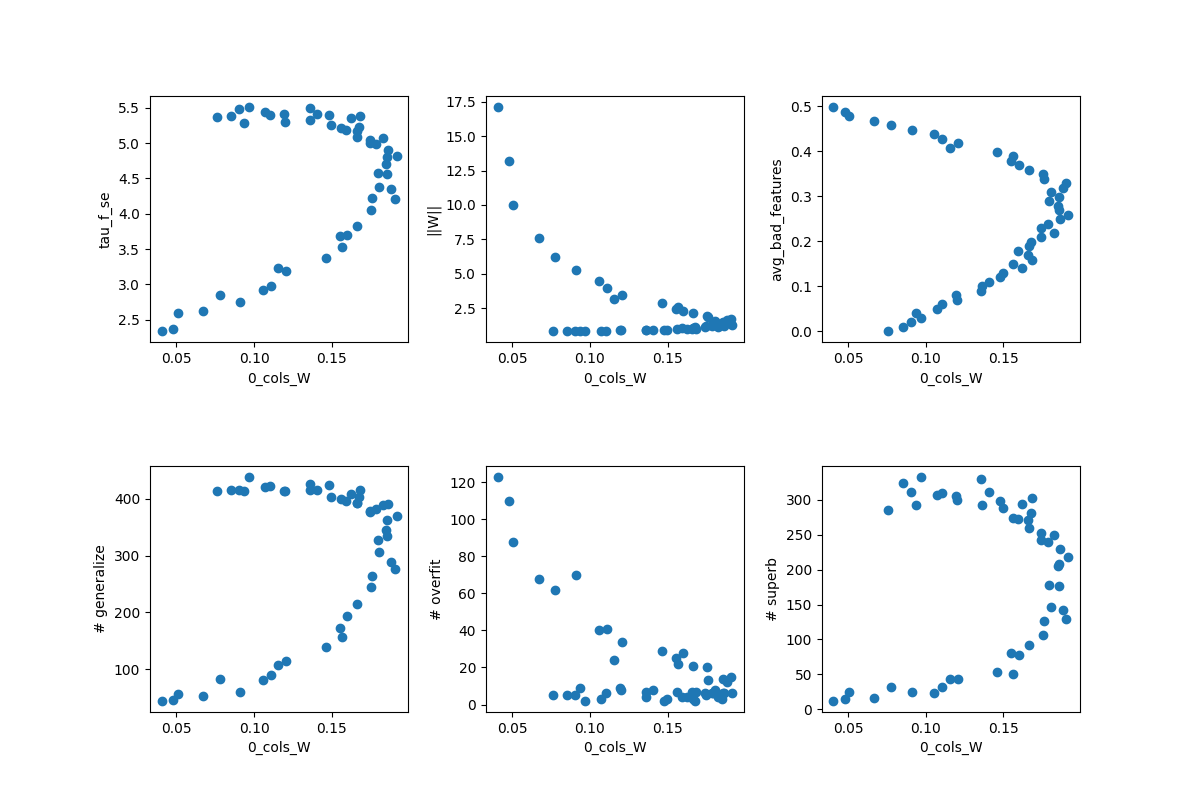 5.5
5.0
4.5
4.0
3.5
3.0
2.5
tau_f_se
0.05 0.10 0.15
0_cols_W
17.5
15.0
12.5
10.0
7.5
5.0
2.5
||W||
0.05 0.10 0.15
0_cols_W
0.5
0.4
0.3
0.2
0.1
0.0
avg_bad_features
0.05 0.10 0.15
0_cols_W
400
300
200
100
# generalize
0.05 0.10 0.15
0_cols_W
120
100
80
60
40
20
0
# overfit
0.05 0.10 0.15
0_cols_W
300
250
200
150
100
50
0
# superb
0.05 0.10 0.15
0_cols_W